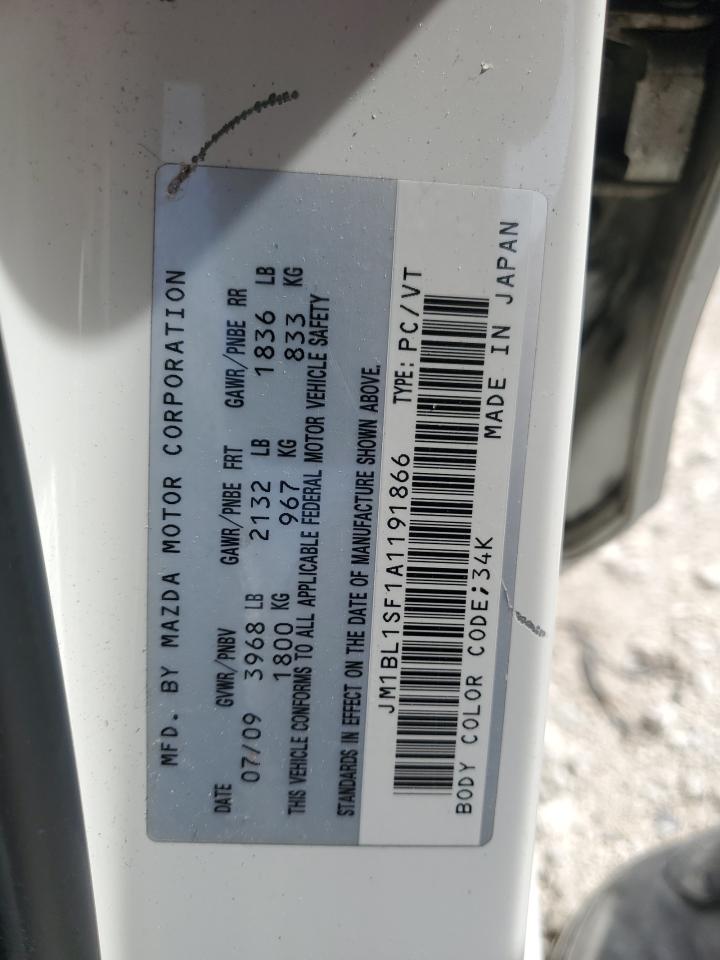 MFD. BY MAZDA MOTOR CORPORATION
DATE GVWR/PNBV GAWR/PNBE FRT GAWR/PNBE RR
07/09 3968 LB 2132 LB 1836 LB
1800 KG 967 KG 833 KG
THIS VEHICLE CONFORMS TO ALL APPLICABLE FEDERAL MOTOR VEHICLE SAFETY
STANDARDS IN EFFECT ON THE DATE OF MANUFACTURE SHOWN ABOVE.
JM1BL1SF1A1191866 TYPE: PC/VT
BODY COLOR CODE;34K MADE IN JAPAN